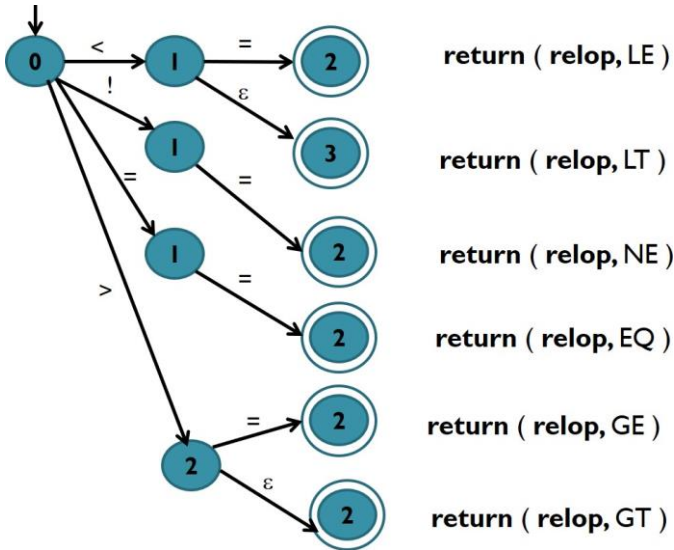 0 < 1 = 2 return ( relop, LE )
! ε
1 3 return ( relop, LT )
= =
1 2 return ( relop, NE )
> =
2 return ( relop, EQ )
= 2 return ( relop, GE )
2 ε
2 return ( relop, GT )